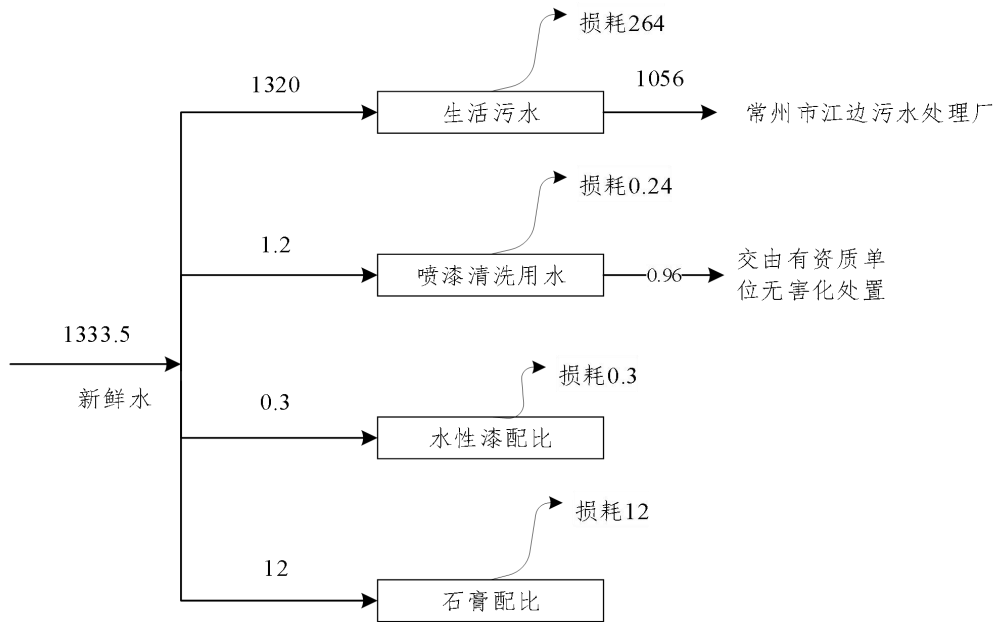 损耗264
1320
1056
生活污水
常州市江边污水处理厂
损耗0.24
1.2
喷漆清洗用水
0.96
交由有资质单
位无害化处置
1333.5
新鲜水
损耗0.3
0.3
水性漆配比
损耗12
12
石膏配比